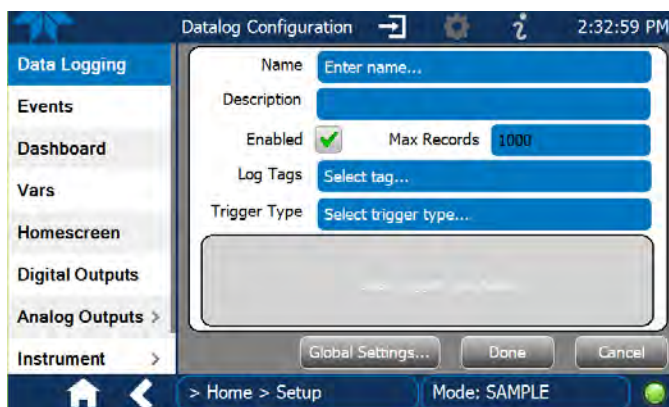 Datalog Configuration
2:32:59 PM
Data Logging
Events
Dashboard
Vars
Homescreen
Digital Outputs
Analog Outputs >
Instrument >
Name
Enter name...
Description
Enabled
Max Records
1000
Log Tags
Select tag...
Trigger Type
Select trigger type...
Global Settings...
Done
Cancel
> Home > Setup
Mode: SAMPLE